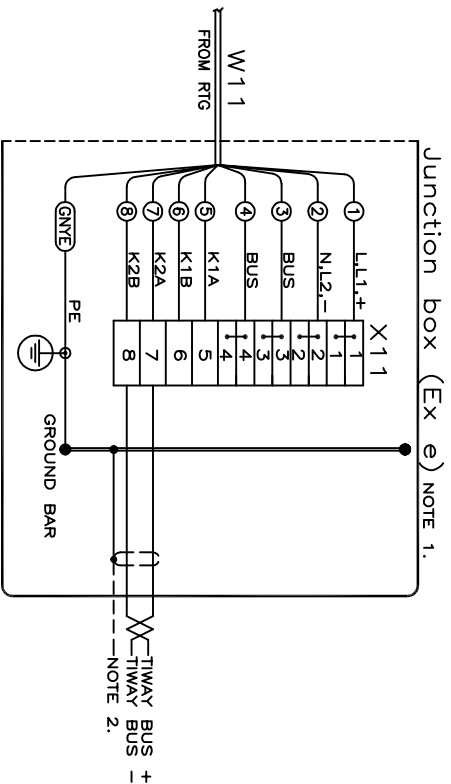 Junction box (Ex e) NOTE 1.
X11
1 L,L1,+ 1
1
2 N,L2,- 2
2
3 BUS 3
3
4 BUS 4
4
W11
FROM RTG
5 K1A 5
6 K1B 6
7 K2A 7
TIWAY BUS +
8 K2B 8
TIWAY BUS -
NOTE 2.
GNYE PE
GROUND BAR